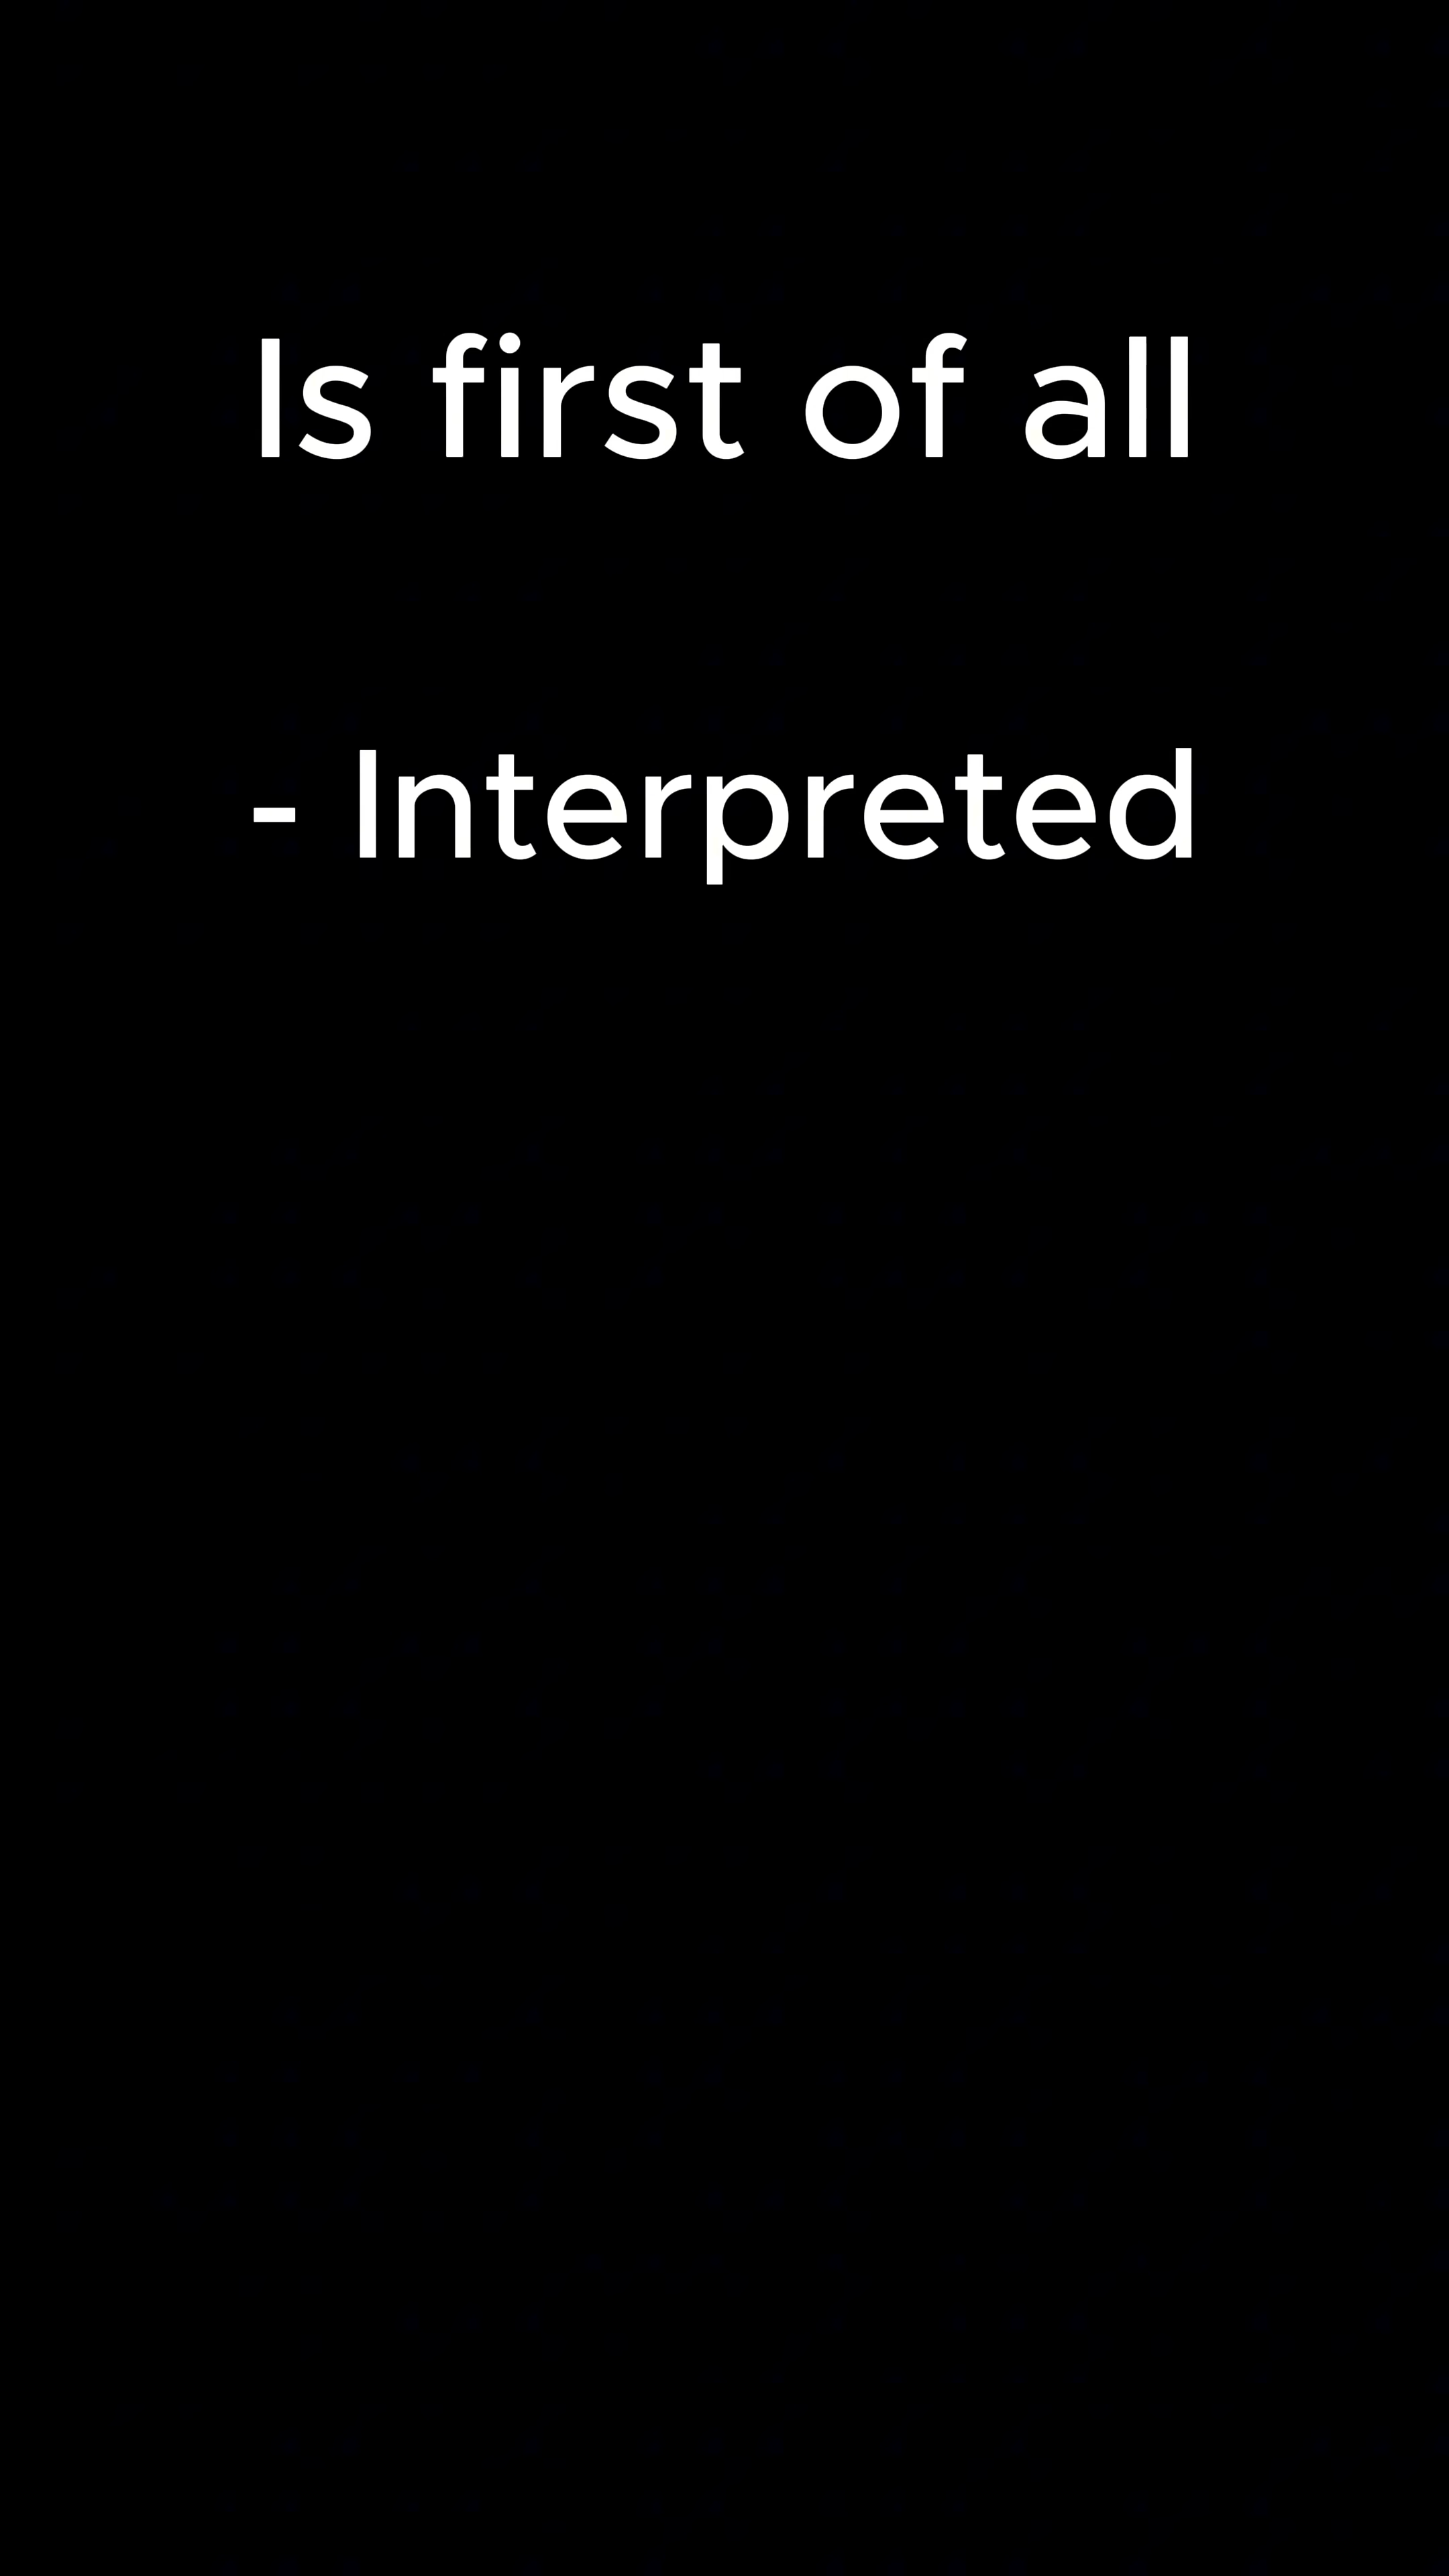 Is first of all
- Interpreted